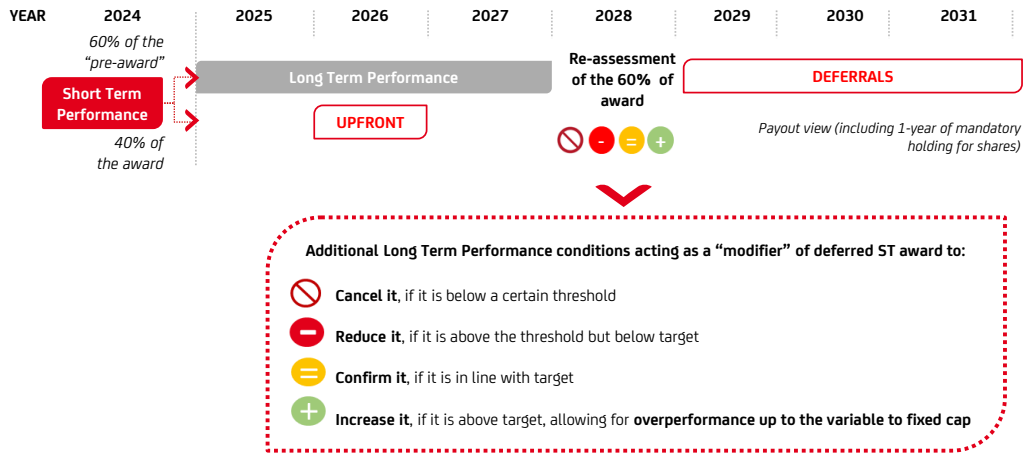 YEAR 2024 2025 2026 2027 2028 2029 2030 2031
60% of the
“pre-award”
Short Term
Performance
40% of
the award
Long Term Performance
UPFRONT
Re-assessment
of the 60% of
award
-
=
+
DEFERRALS
Payout view (including 1-year of mandatory
holding for shares)
Additional Long Term Performance conditions acting as a “modifier” of deferred ST award to:
Cancel it, if it is below a certain threshold
Reduce it, if it is above the threshold but below target
Confirm it, if it is in line with target
Increase it, if it is above target, allowing for overperformance up to the variable to fixed cap